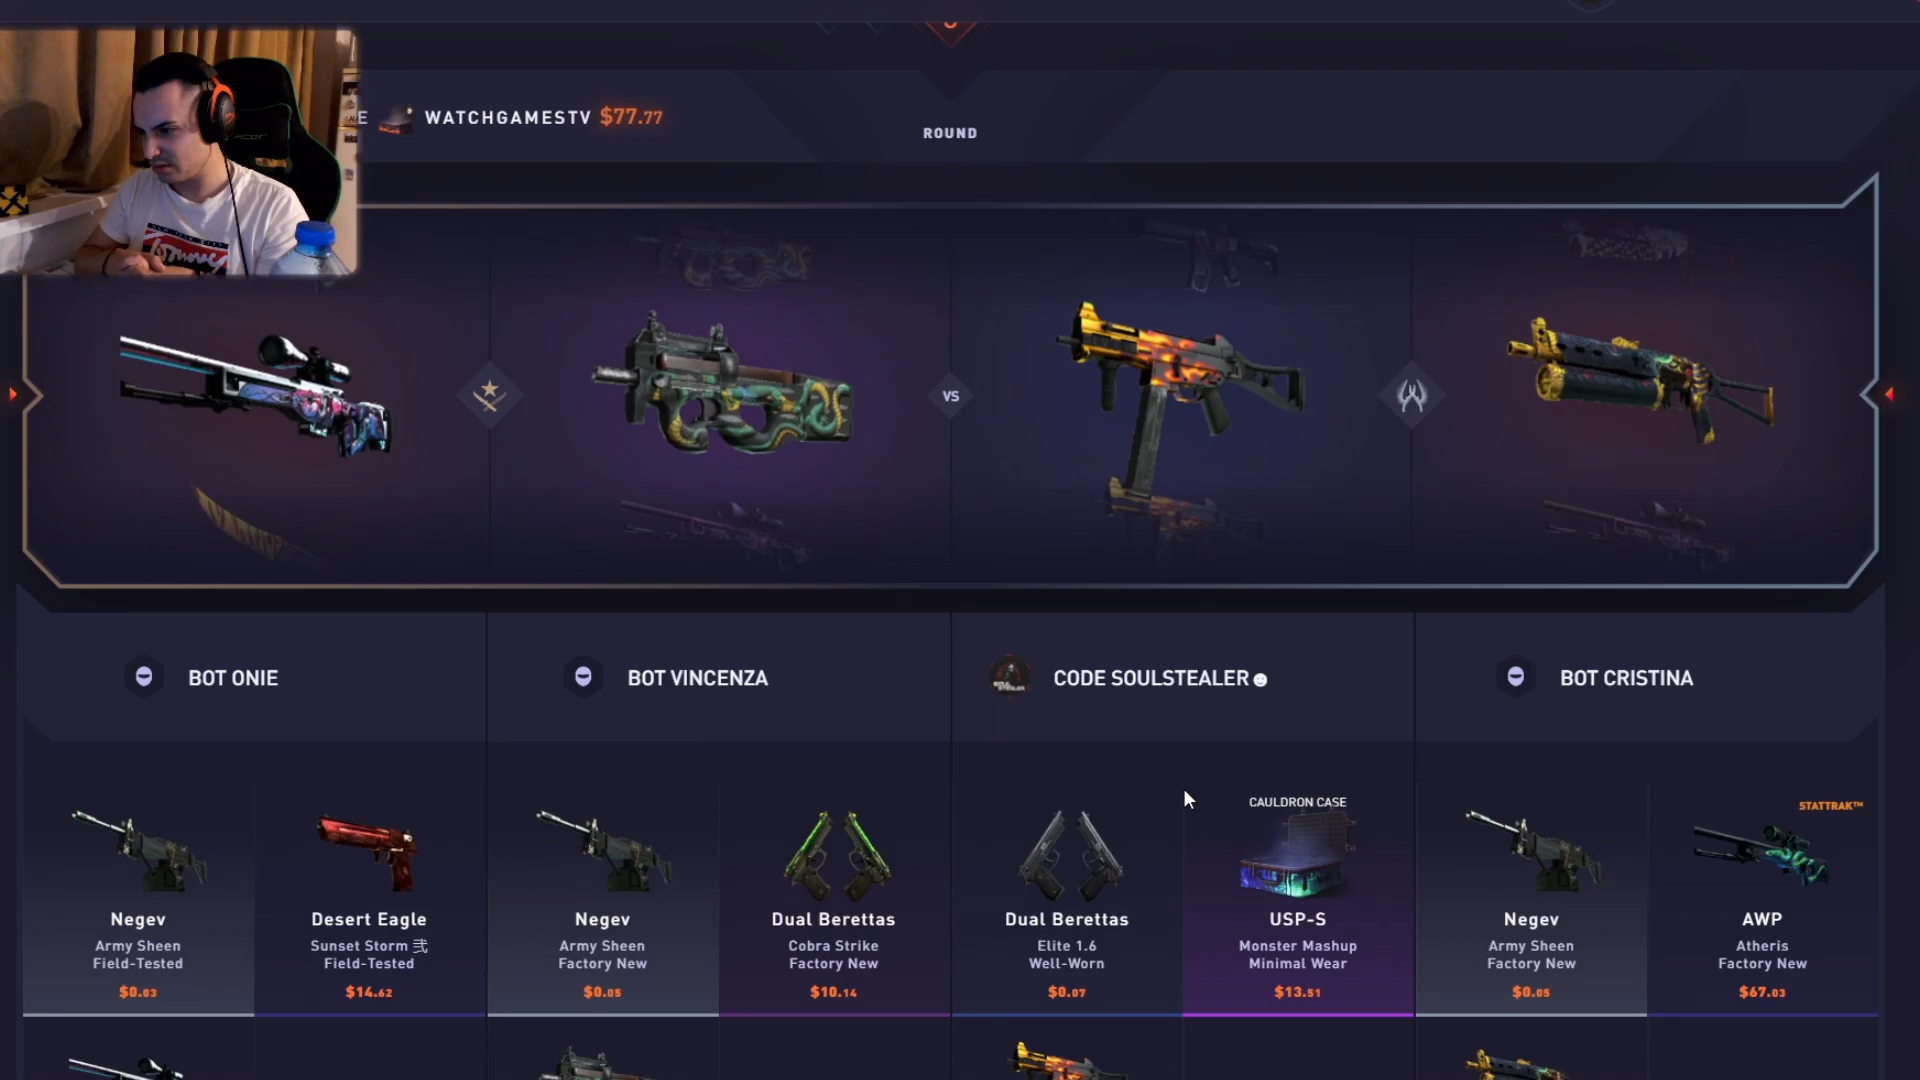 E WATCHGAMESTV $77.77
ROUND
VS
BOT ONIE
BOT VINCENZA
CODE SOULSTEALER
BOT CRISTINA
Negev
Army Sheen
Field-Tested
$0.03
Desert Eagle
Sunset Storm 弐
Field-Tested
$14.62
Negev
Army Sheen
Factory New
$0.05
Dual Berettas
Cobra Strike
Factory New
$10.14
Dual Berettas
Elite 1.6
Well-Worn
$0.07
CAULDRON CASE
USP-S
Monster Mashup
Minimal Wear
$13.51
Negev
Army Sheen
Factory New
$0.05
STATTRAK™
AWP
Atheris
Factory New
$67.03